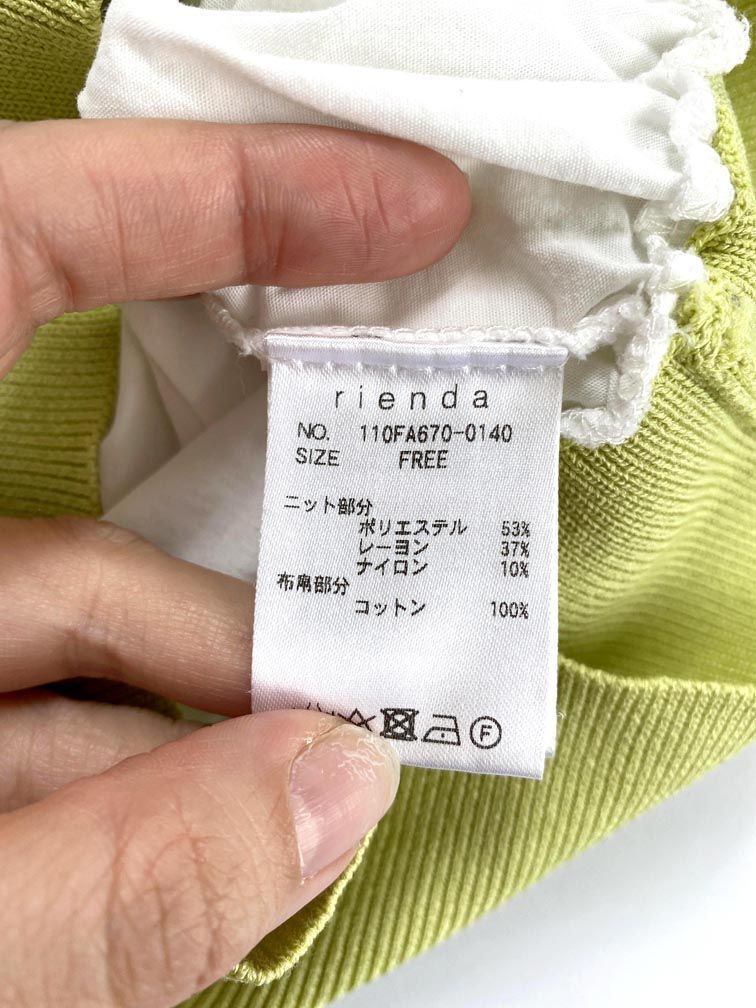 rienda
NO. 110FA670-0140
SIZE FREE
ニット部分
ポリエステル 53%
レーヨン 37%
ナイロン 10%
布帛部分
コットン 100%
F